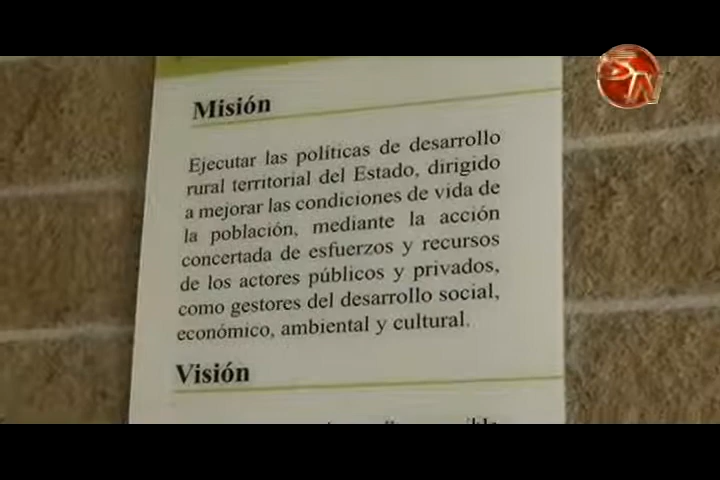 Misión
Ejecutar las políticas de desarrollo
rural territorial del Estado, dirigido
a mejorar las condiciones de vida de
la población, mediante la acción
concertada de esfuerzos y recursos
de los actores públicos y privados,
como gestores del desarrollo social,
económico, ambiental y cultural.
Visión